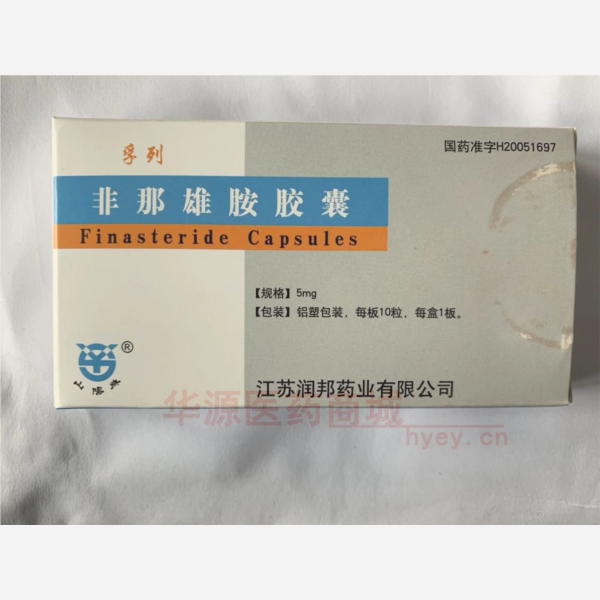 孚列
国药准字H20051697
非那雄胺胶囊
Finasteride Capsules
【规格】5mg
【包装】铝塑包装，每板10粒，每盒1板。
®
江苏润邦药业有限公司
华源医药商城
hyey.cn